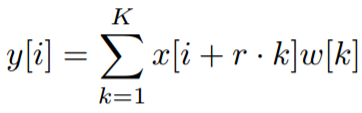 y[i] = \sum_{k=1}^{K} x[i + r \cdot k]w[k]